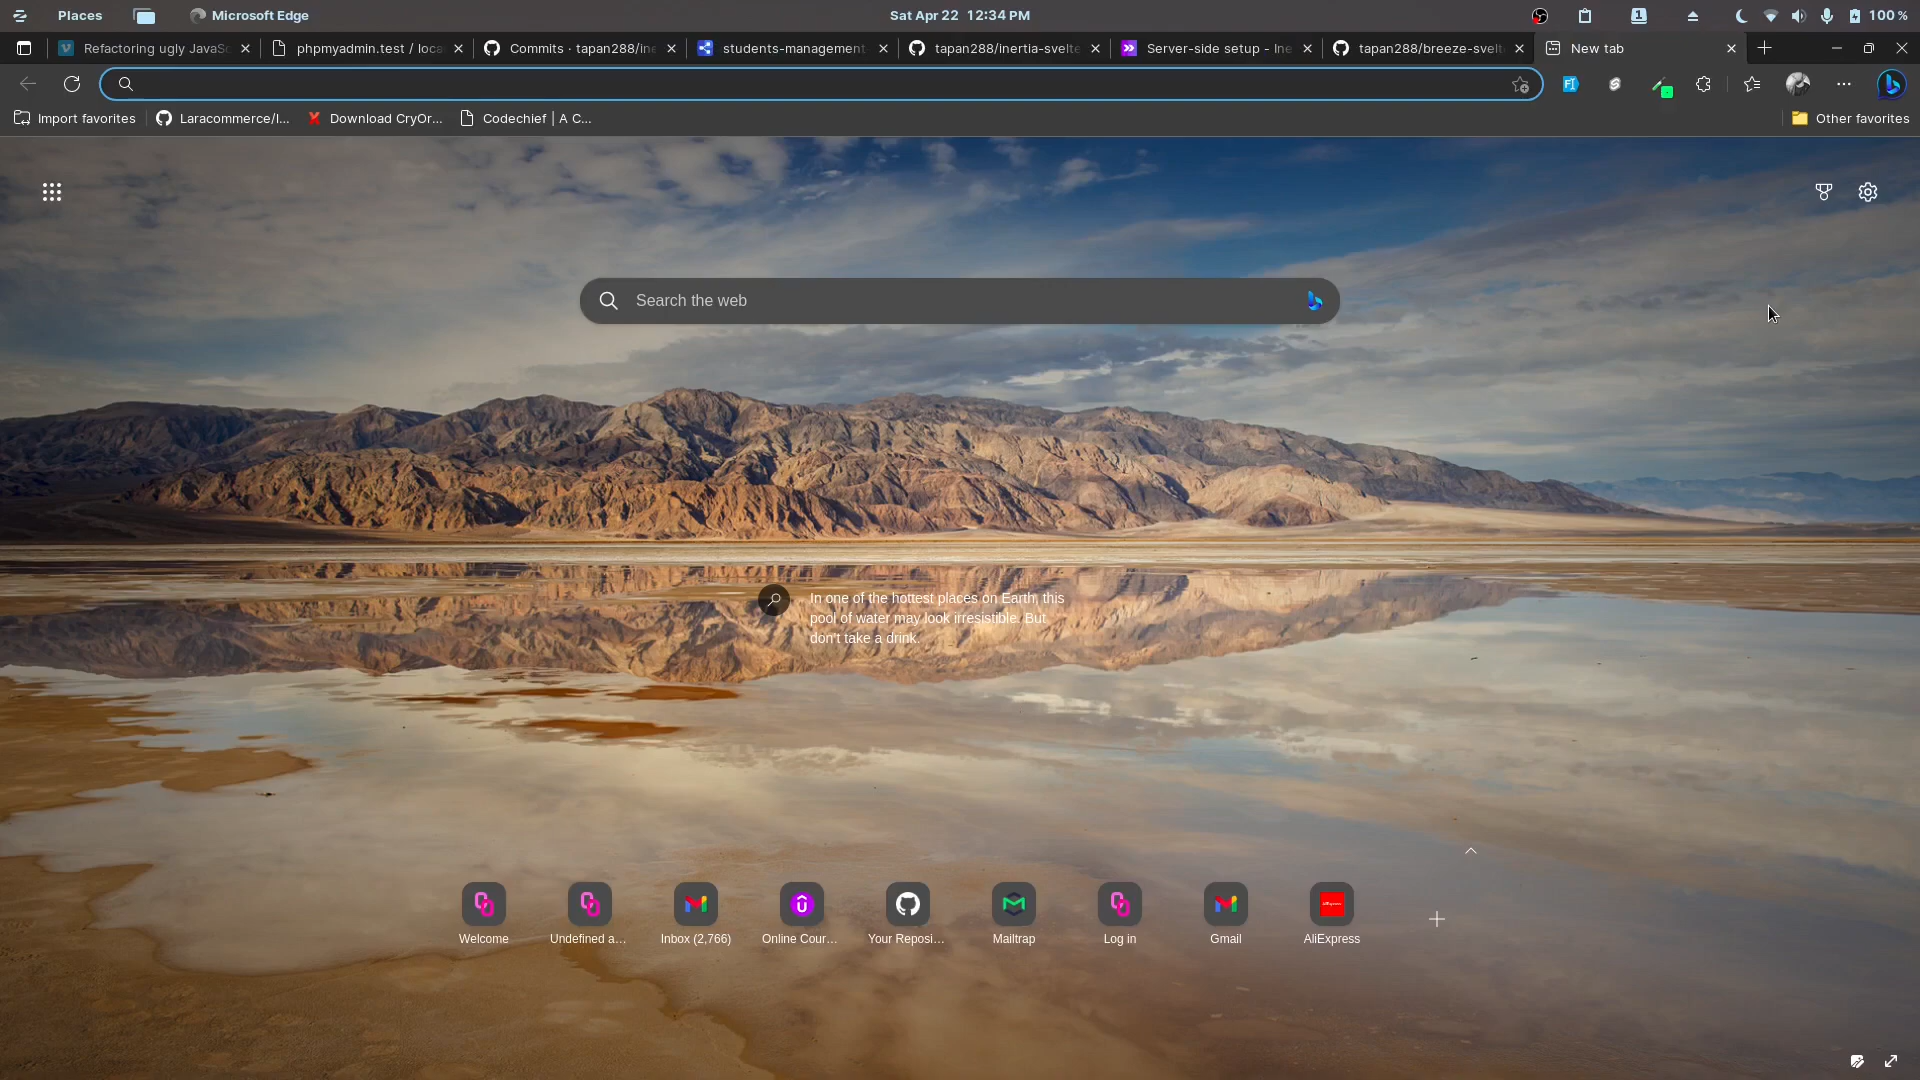 Places
Microsoft Edge
Sat Apr 22 12:34 PM
1
100 %
Refactoring ugly JavaSc
phpmyadmin.test / loca
Commits · tapan288/ine
students-management
tapan288/inertia-svelte
Server-side setup - Ine
tapan288/breeze-svelt
New tab
Import favorites
Laracommerce/l...
Download CryOr...
Codechief | A C...
Other favorites
Search the web
In one of the hottest places on Earth, this
pool of water may look irresistible. But
don't take a drink.
Welcome
Undefined a...
Inbox (2,766)
Online Cour...
Your Reposi...
Mailtrap
Log in
Gmail
AliExpress